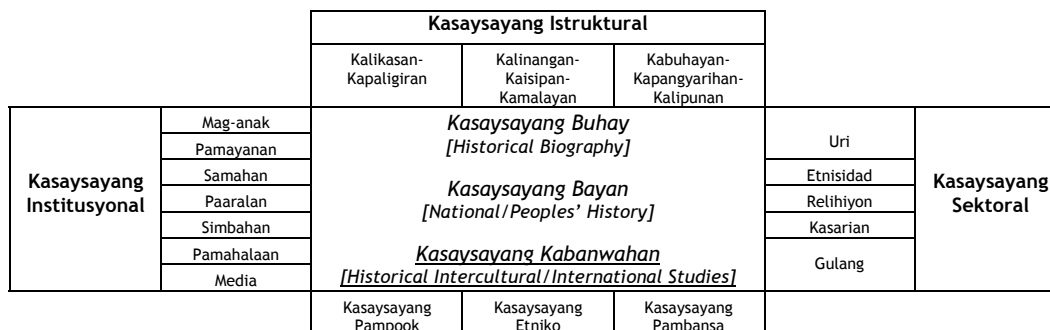 Kasaysayang Istruktural
Kalikasan-
Kapaligiran
Kalinangan-
Kaisipan-
Kamalayan
Kabuhayan-
Kapangyarihan-
Kalipunan
Kasaysayang
Institusyonal
Mag-anak
Pamayanan
Samahan
Paaralan
Simbahan
Pamahalaan
Media
Kasaysayang Buhay
[Historical Biography]
Kasaysayang Bayan
[National/Peoples’ History]
Kasaysayang Kabanwahan
[Historical Intercultural/International Studies]
Uri
Etnisidad
Relihiyon
Kasarian
Gulang
Kasaysayang
Sektoral
Kasaysayang
Pampook
Kasaysayang
Etniko
Kasaysayang
Pambansa